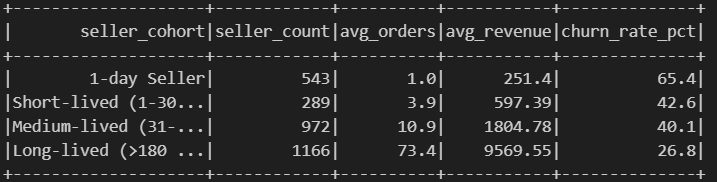 +--------------------+------------+----------+-----------+--------------+
|       seller_cohort|seller_count|avg_orders|avg_revenue|churn_rate_pct|
+--------------------+------------+----------+-----------+--------------+
|        1-day Seller|         543|       1.0|      251.4|          65.4|
|Short-lived (1-30...|         289|       3.9|     597.39|          42.6|
|Medium-lived (31-...|         972|      10.9|    1804.78|          40.1|
|Long-lived (>180 ...|        1166|      73.4|    9569.55|          26.8|
+--------------------+------------+----------+-----------+--------------+